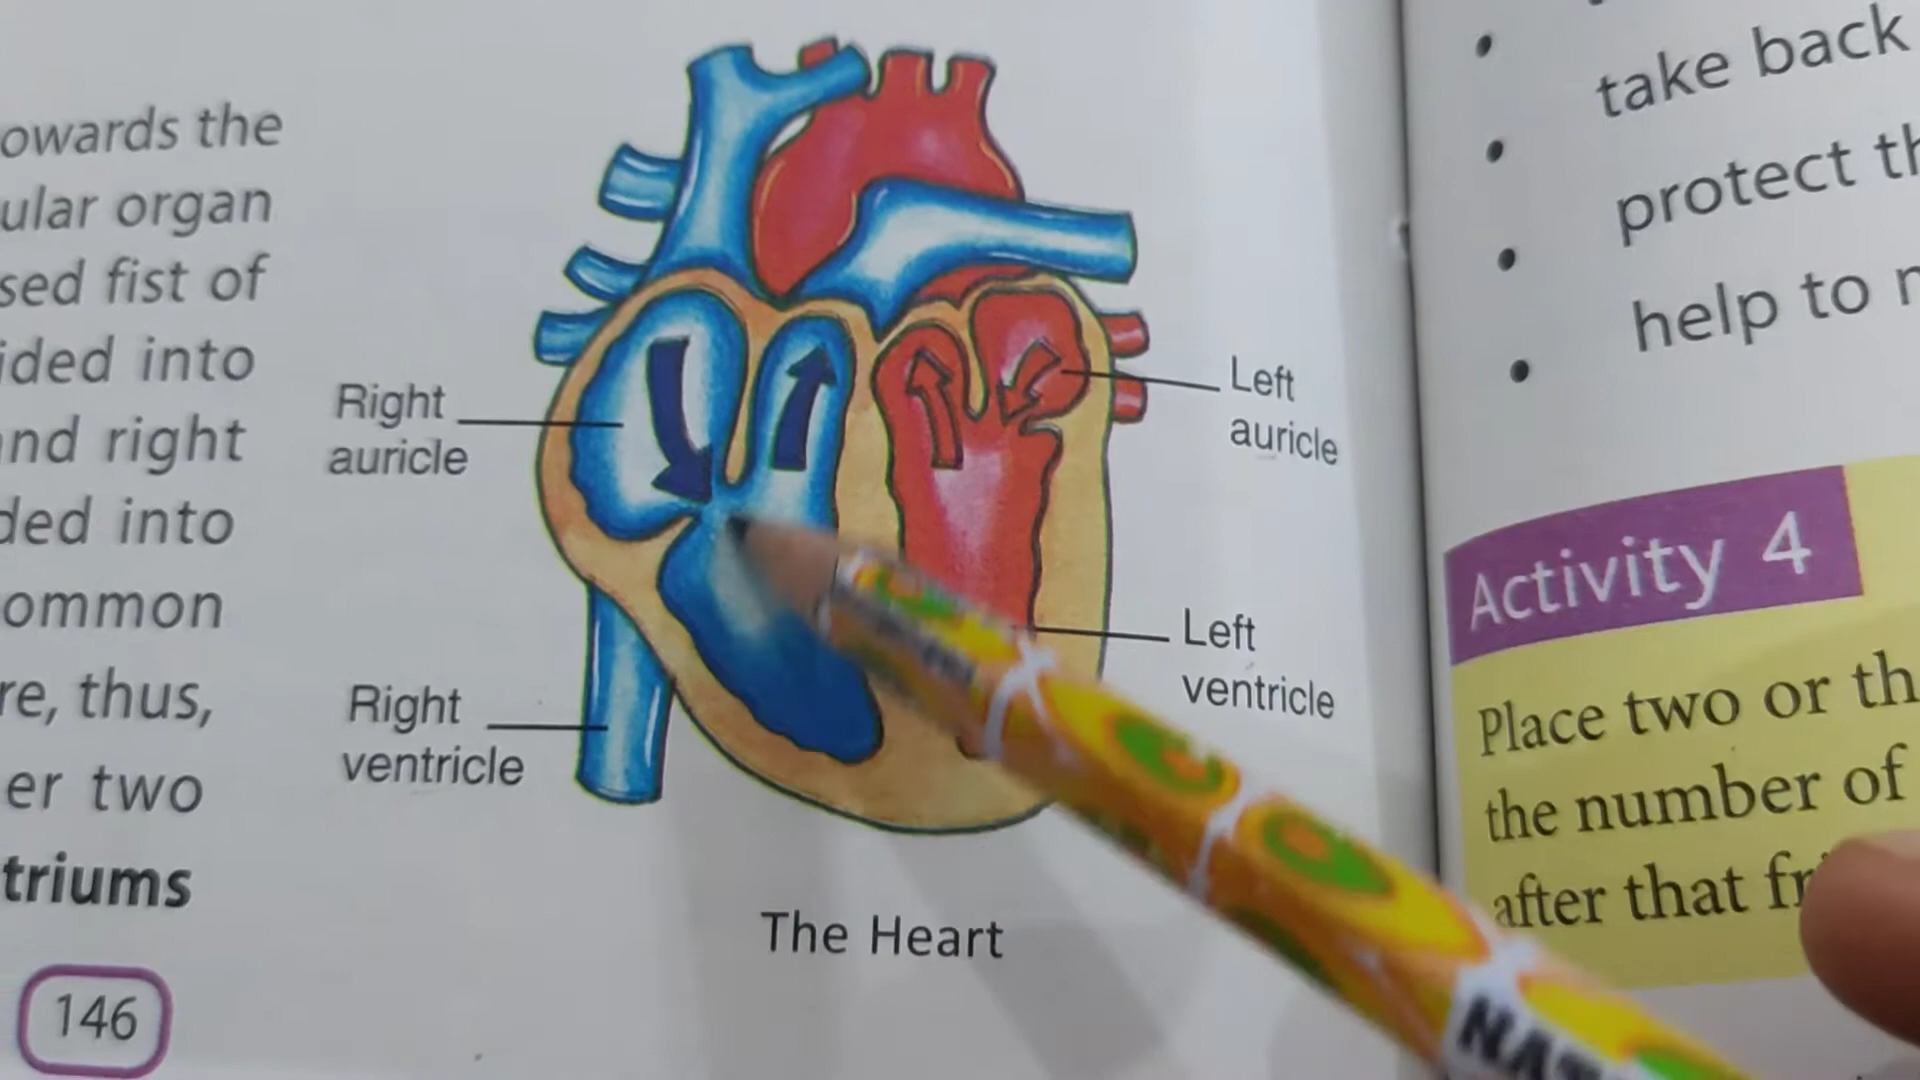 owards the
ular organ
sed fist of
ided into
nd right
ded into
ommon
re, thus,
er two
triums
146
Right
auricle
Right
ventricle
Left
auricle
Left
ventricle
The Heart
take back
protect th
help to
Activity 4
Place two or th
the number of
after that fr
NAT